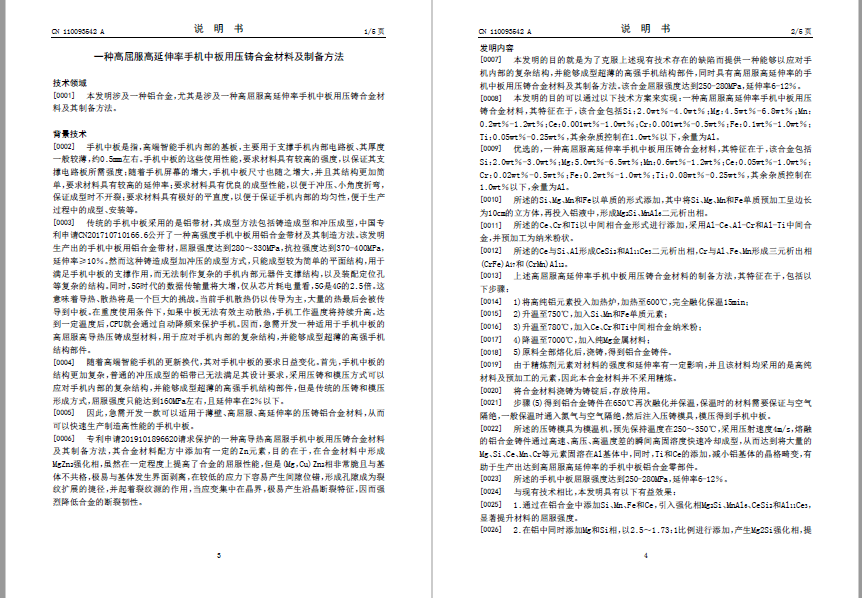 CN 110093542 A
说 明 书
1/5 页
一种高屈服高延伸率手机中板用压铸合金材料及制备方法
技术领域
[0001] 本发明涉及一种铝合金,尤其是涉及一种高屈服高延伸率手机中板用压铸合金材
料及其制备方法。
背景技术
[0002] 手机中板是指,高端智能手机内部的基板,主要用于支撑手机内部电路板、其厚度
一般较薄,约0.5mm左右。手机中板的这些使用性能,要求材料具有较高的强度,以保证其支
撑电路板所需强度;随着手机屏幕的增大,手机中板尺寸也随之增大,并且其结构更加简
单,要求材料具有较高的延伸率;要求材料具有优良的成型性能,以便于冲压、小角度折弯,
保证成型时不开裂;要求材料具有极好的平直度,以便于保证手机内部的均匀性,便于生产
过程中的成型、安装等。
[0003] 传统的手机中板采用的是铝带材,其成型方法包括铸造成型和冲压成型,中国专
利申请CN201710710166.6公开了一种高强度手机中板用铝合金带材及其制造方法。该发明
生产出的手机中板用铝合金带材,屈服强度达到280~330MPa,抗拉强度达到370-400MPa,
延伸率≥10%。然而这种铸造成型加冲压的成型方式,只能成型较为简单的平面结构,用于
满足手机中板的支撑作用,而无法制作复杂的手机内部元器件支撑结构,以及装配定位孔
等复杂的结构。同时,5G时代的数据传输量将大增,仅从芯片耗电量看,5G是4G的2.5倍。这
意味着导热、散热将是一个巨大的挑战。当前手机散热仍以传导为主,大量的热最后会被传
导到中板。在重度使用条件下,如果中板无法有效主动散热,手机工作温度将持续升高。达
到一定温度后,CPU就会通过自动降频来保护手机。因而,急需开发一种适用于手机中板的
高屈服高导热压铸成型材料,用于应对手机内部的复杂结构,并能够成型超薄的高强手机
结构部件。
[0004] 随着高端智能手机的更新换代,其对手机中板的要求日益变化。首先,手机中板的
结构更加复杂,普通的冲压成型的铝带已无法满足其设计要求,采用压铸和模压方式可以
应对手机内部的复杂结构,并能够成型超薄的高强手机结构部件,但是传统的压铸和模压
形成方式,屈服强度只能达到160MPa左右,且延伸率在2%以下。
[0005] 因此,急需开发一款可以适用于薄壁、高屈服、高延伸率的压铸铝合金材料,从而
可以快速生产制造高性能的手机中板。
[0006] 专利申请2019101896620请求保护的一种高导热高屈服手机中板用压铸合金材料
及其制备方法,其合金材料配方中添加有一定的Zn元素,目的在于,在合金材料中形成
MgZn2强化相,虽然在一定程度上提高了合金的屈服性能,但是(Mg,Cu)Zn2相非常脆且与基
体不共格,极易与基体发生界面剥离,在较低的应力下容易产生间隙位错,形成孔隙成为裂
纹扩展的捷径,并起着裂纹源的作用,当应变集中在晶界,极易产生沿晶断裂特征,因而强
烈降低合金的断裂韧性。
3
CN 110093542 A
说 明 书
2/5 页
发明内容
[0007] 本发明的目的就是为了克服上述现有技术存在的缺陷而提供一种能够以应对手
机内部的复杂结构,并能够成型超薄的高强手机结构部件,同时具有高屈服高延伸率的手
机中板用压铸合金材料及其制备方法。该合金屈服强度达到250-280MPa,延伸率6-12%。
[0008] 本发明的目的可以通过以下技术方案来实现:一种高屈服高延伸率手机中板用压
铸合金材料,其特征在于,该合金包括Si:2.0wt%-4.0wt%;Mg:4.5wt%-6.8wt%;Mn:
0.2wt%-1.2wt%;Ce:0.001wt%-1.0wt%;Cr:0.001wt%-0.5wt%;Fe:0.1wt%-1.0wt%;
Ti:0.05wt%-0.25wt%,其余杂质控制在1.0wt%以下,余量为Al。
[0009] 优选的,一种高屈服高延伸率手机中板用压铸合金材料,其特征在于,该合金包括
Si:2.0wt%-3.0wt%;Mg:5.0wt%-6.5wt%;Mn:0.6wt%-1.2wt%;Ce:0.05wt%-1.0wt%;
Cr:0.02wt%-0.5wt%;Fe:0.2wt%-1.0wt%;Ti:0.08wt%-0.25wt%,其余杂质控制在
1.0wt%以下,余量为Al。
[0010] 所述的Si、Mg、Mn和Fe以单质的形式添加,其中将Si、Mg、Mn和Fe单质预加工呈边长
为10cm的立方体,再投入铝液中,形成Mg2Si、MnAl6二元析出相。
[0011] 所述的Ce、Cr和Ti以中间相合金形式进行添加,采用Al-Ce、Al-Cr和Al-Ti中间合
金,并预加工为纳米粉状。
[0012] 所述的Ce与Si、Al形成CeSi2和Al11Ce3二元析出相,Cr与Al、Fe、Mn形成三元析出相
(CrFe)Al7和(CrMn)Al12。
[0013] 上述高屈服高延伸率手机中板用压铸合金材料的制备方法,其特征在于,包括以
下步骤:
[0014] 1)将高纯铝元素投入加热炉,加热至600℃,完全融化保温15min;
[0015] 2)升温至750℃,加入Si、Mn和Fe单质元素;
[0016] 3)升温至780℃,加入Ce、Cr和Ti中间相合金纳米粉;
[0017] 4)降温至700℃,加入纯Mg金属材料;
[0018] 5)原料全部熔化后,浇铸,得到铝合金铸件。
[0019] 由于精炼剂元素对材料的强度和延伸率有一定影响,并且该材料均采用的是高纯
材料及预加工的元素,因此本合金材料并不采用精炼。
[0020] 将合金材料浇铸为铸锭后,存放待用。
[0021] 步骤(5)得到铝合金铸件在650℃再次融化并保温,保温时的材料需要保证与空气
隔绝,一般保温时通入氮气与空气隔绝,然后注入压铸模具,模压得到手机中板。
[0022] 所述的压铸模具为模温机,预先保持温度在250~350℃,采用压射速度4m/s,熔融
的铝合金铸件通过高速、高压、高温度差的瞬间高固溶度快速冷却成型,从而达到将大量的
Mg、Si、Ce、Mn、Cr等元素固溶在Al基体中,同时,Ti和Ce的添加,减小铝基体的晶格畸变,有
助于生产出达到高屈服高延伸率的手机中板铝合金零部件。
[0023] 所述的手机中板屈服强度达到250-280MPa,延伸率6-12%。
[0024] 与现有技术相比,本发明具有以下有益效果:
[0025] 1.通过在铝合金中添加Si、Mn、Fe和Ce,引入强化相Mg2Si、MnAl6、CeSi2和Al11Ce3,
显著提升材料的屈服强度。
[0026] 2.在铝中同时添加Mg和Si相,以2.5~1.73:1比例进行添加,产生Mg2Si强化相,提
4